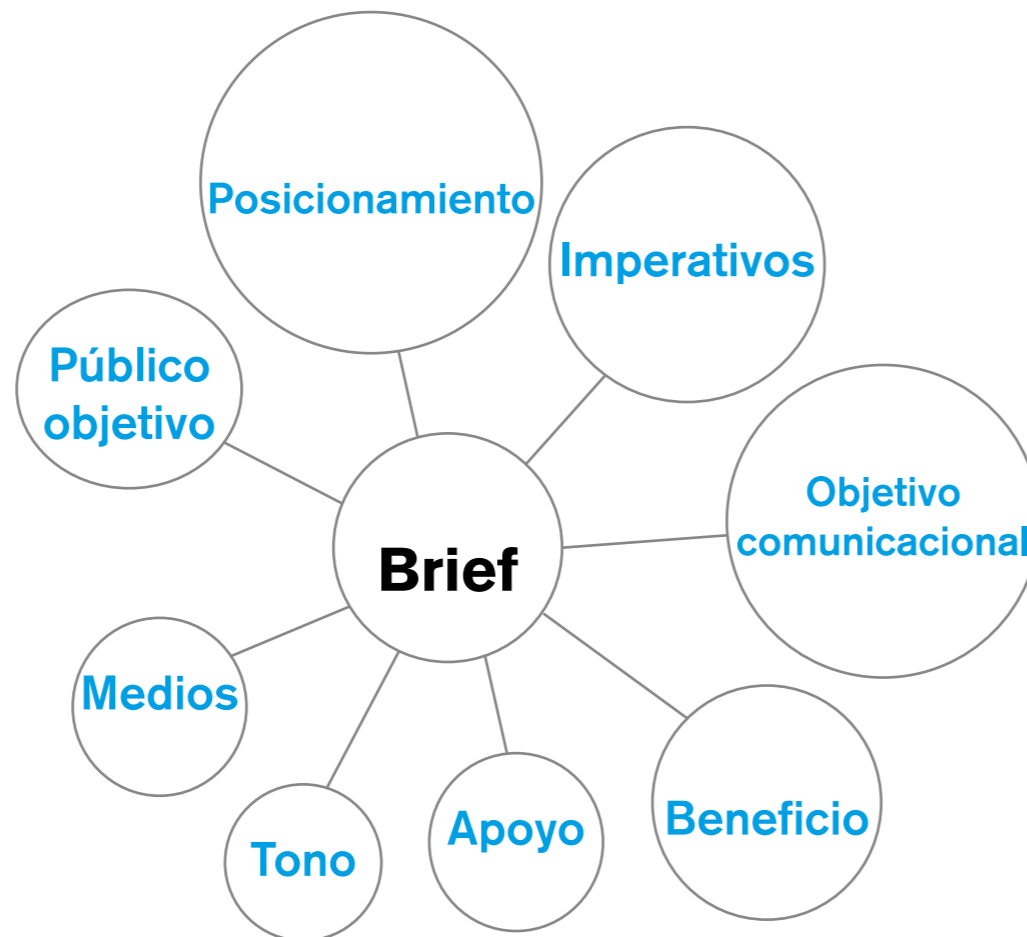 Posicionamiento
Imperativos
Público
objetivo
Objetivo
comunicacional
Brief
Medios
Beneficio
Apoyo
Tono